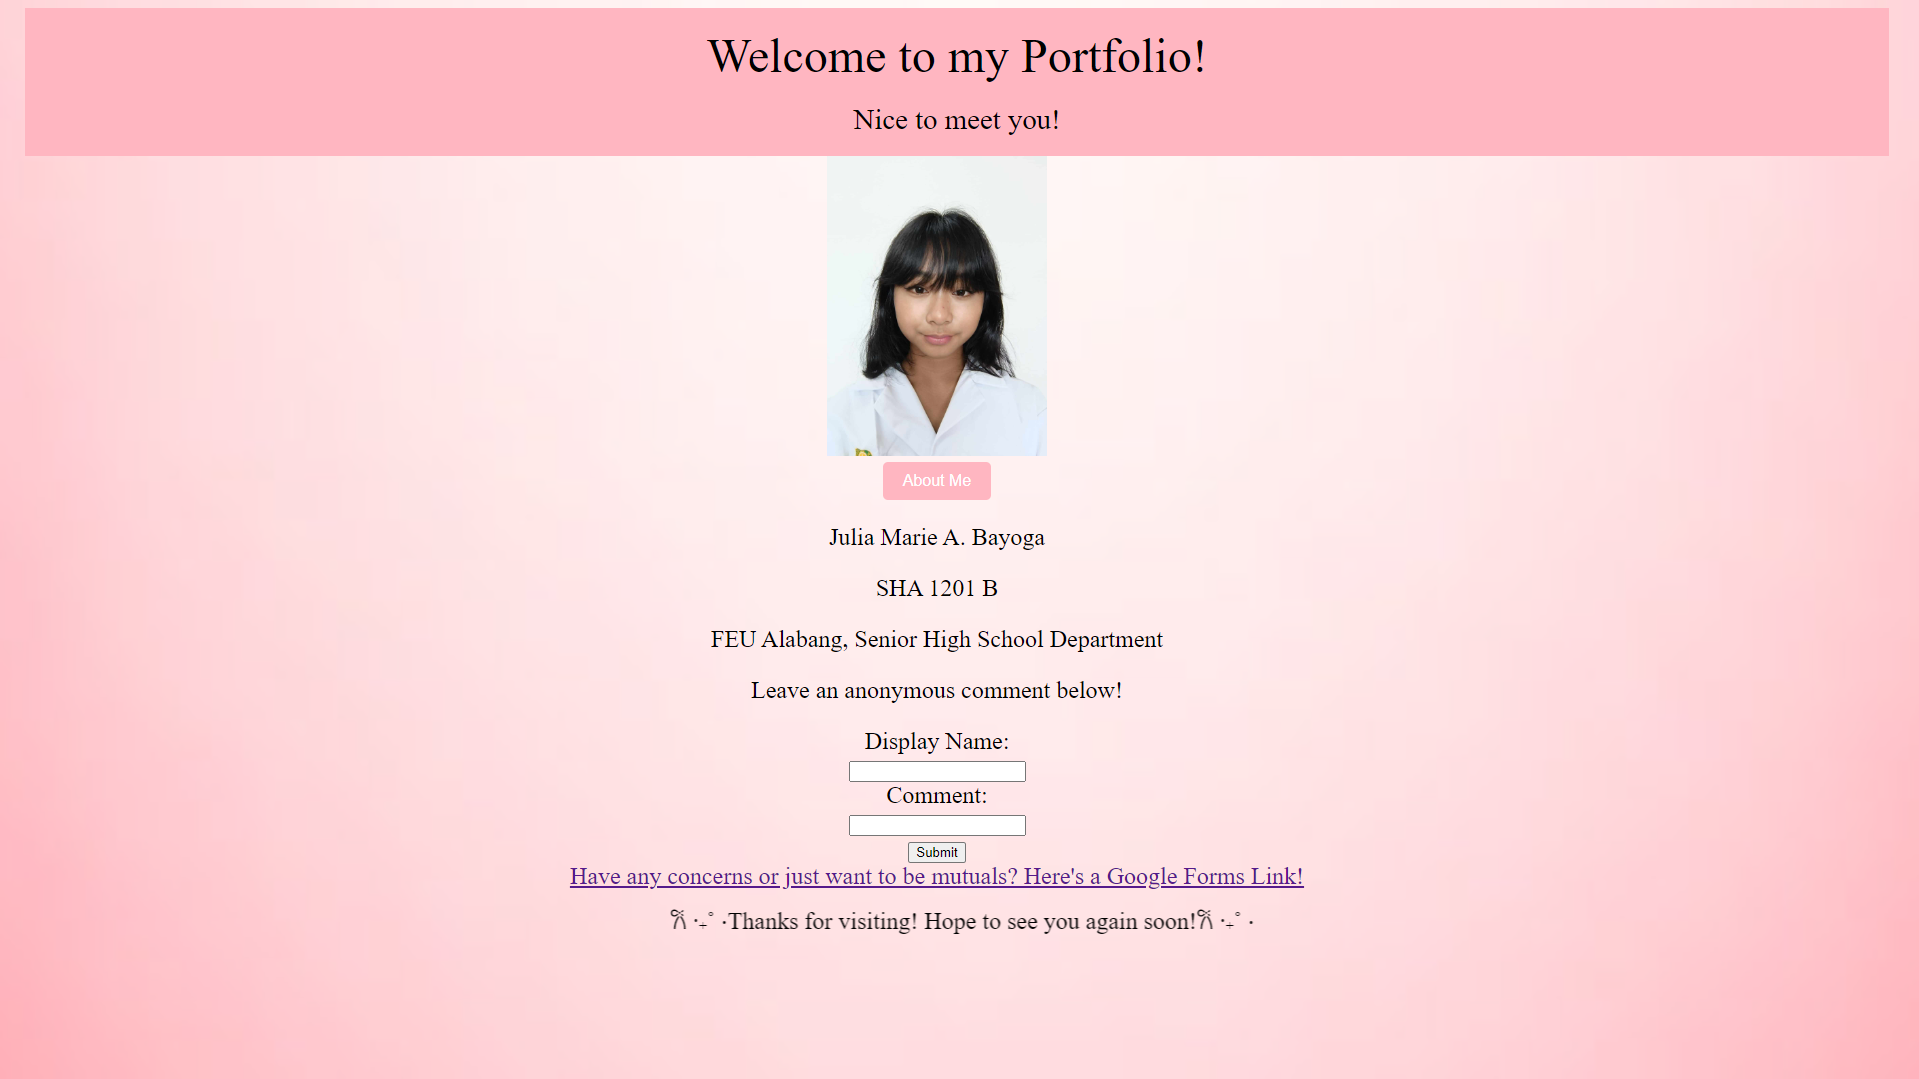 Welcome to my Portfolio!
Nice to meet you!
About Me
Julia Marie A. Bayoga
SHA 1201 B
FEU Alabang, Senior High School Department
Leave an anonymous comment below!
Display Name:
Comment:
Submit
Have any concerns or just want to be mutuals? Here's a Google Forms Link!
𐙚 ‧₊˚ ⋅Thanks for visiting! Hope to see you again soon!𐙚 ‧₊˚ ⋅